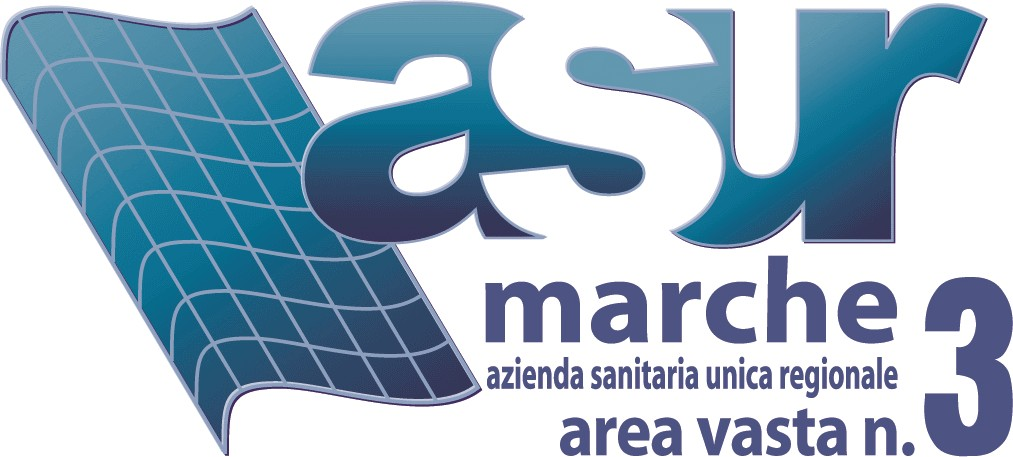 asur
marche
azienda sanitaria unica regionale
area vasta n. 3